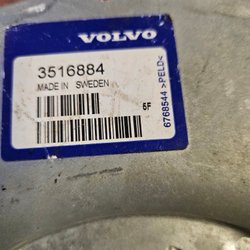 VOLVO
3516884
MADE IN SWEDEN
5F
6768544 >PELD<